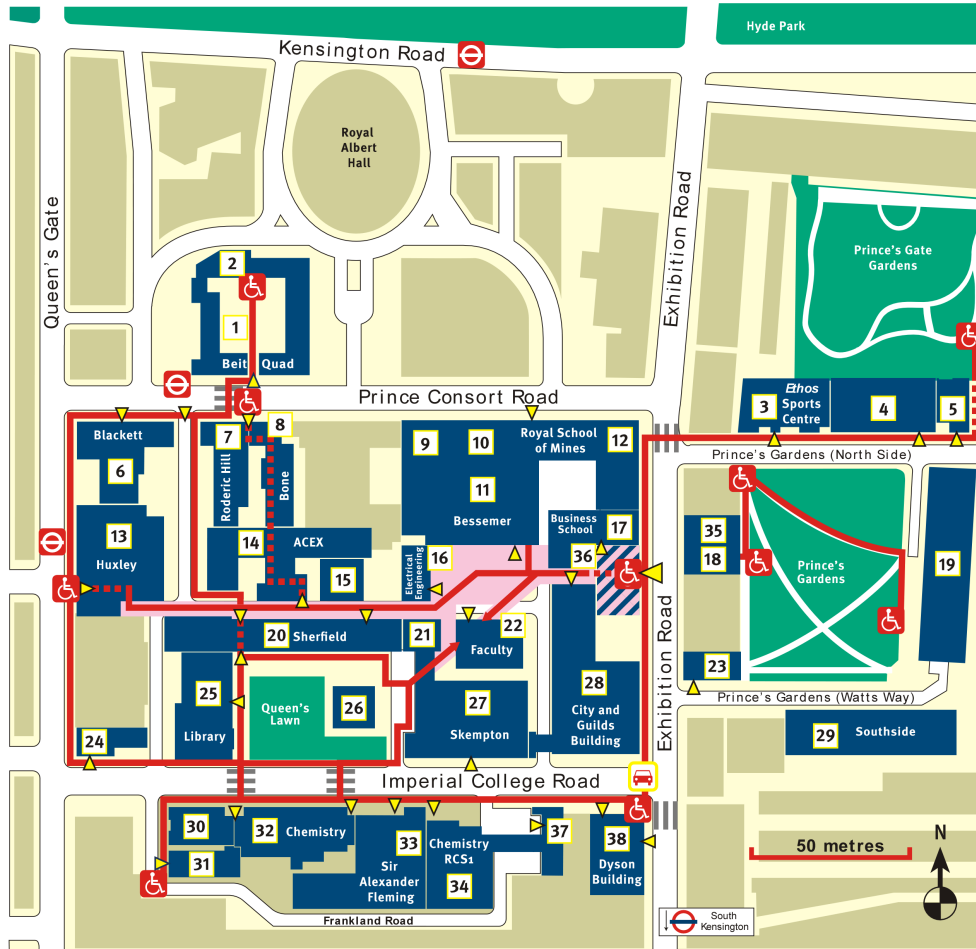 Hyde Park
Kensington Road
Royal
Albert
Hall
Queen's Gate
Exhibition Road
Prince's Gate
Gardens
2
1
Beit Quad
Prince Consort Road
3
Ethos
Sports
Centre
4
5
Prince's Gardens (North Side)
Blackett
6
7
8
Roderic Hill
Bone
9
10
Royal School
of Mines
12
11
Bessemer
13
Huxley
14
ACEX
15
Electrical
Engineering
16
Business
School
17
36
35
18
Prince's
Gardens
19
20
Sherfield
21
22
Faculty
23
Prince's Gardens (Watts Way)
25
Library
Queen's
Lawn
26
27
Skempton
28
City and
Guilds
Building
Exhibition Road
24
29
Southside
Imperial College Road
30
31
32
Chemistry
33
Sir
Alexander
Fleming
Chemistry
RCS1
34
37
38
Dyson
Building
Frankland Road
50 metres
N
South
Kensington